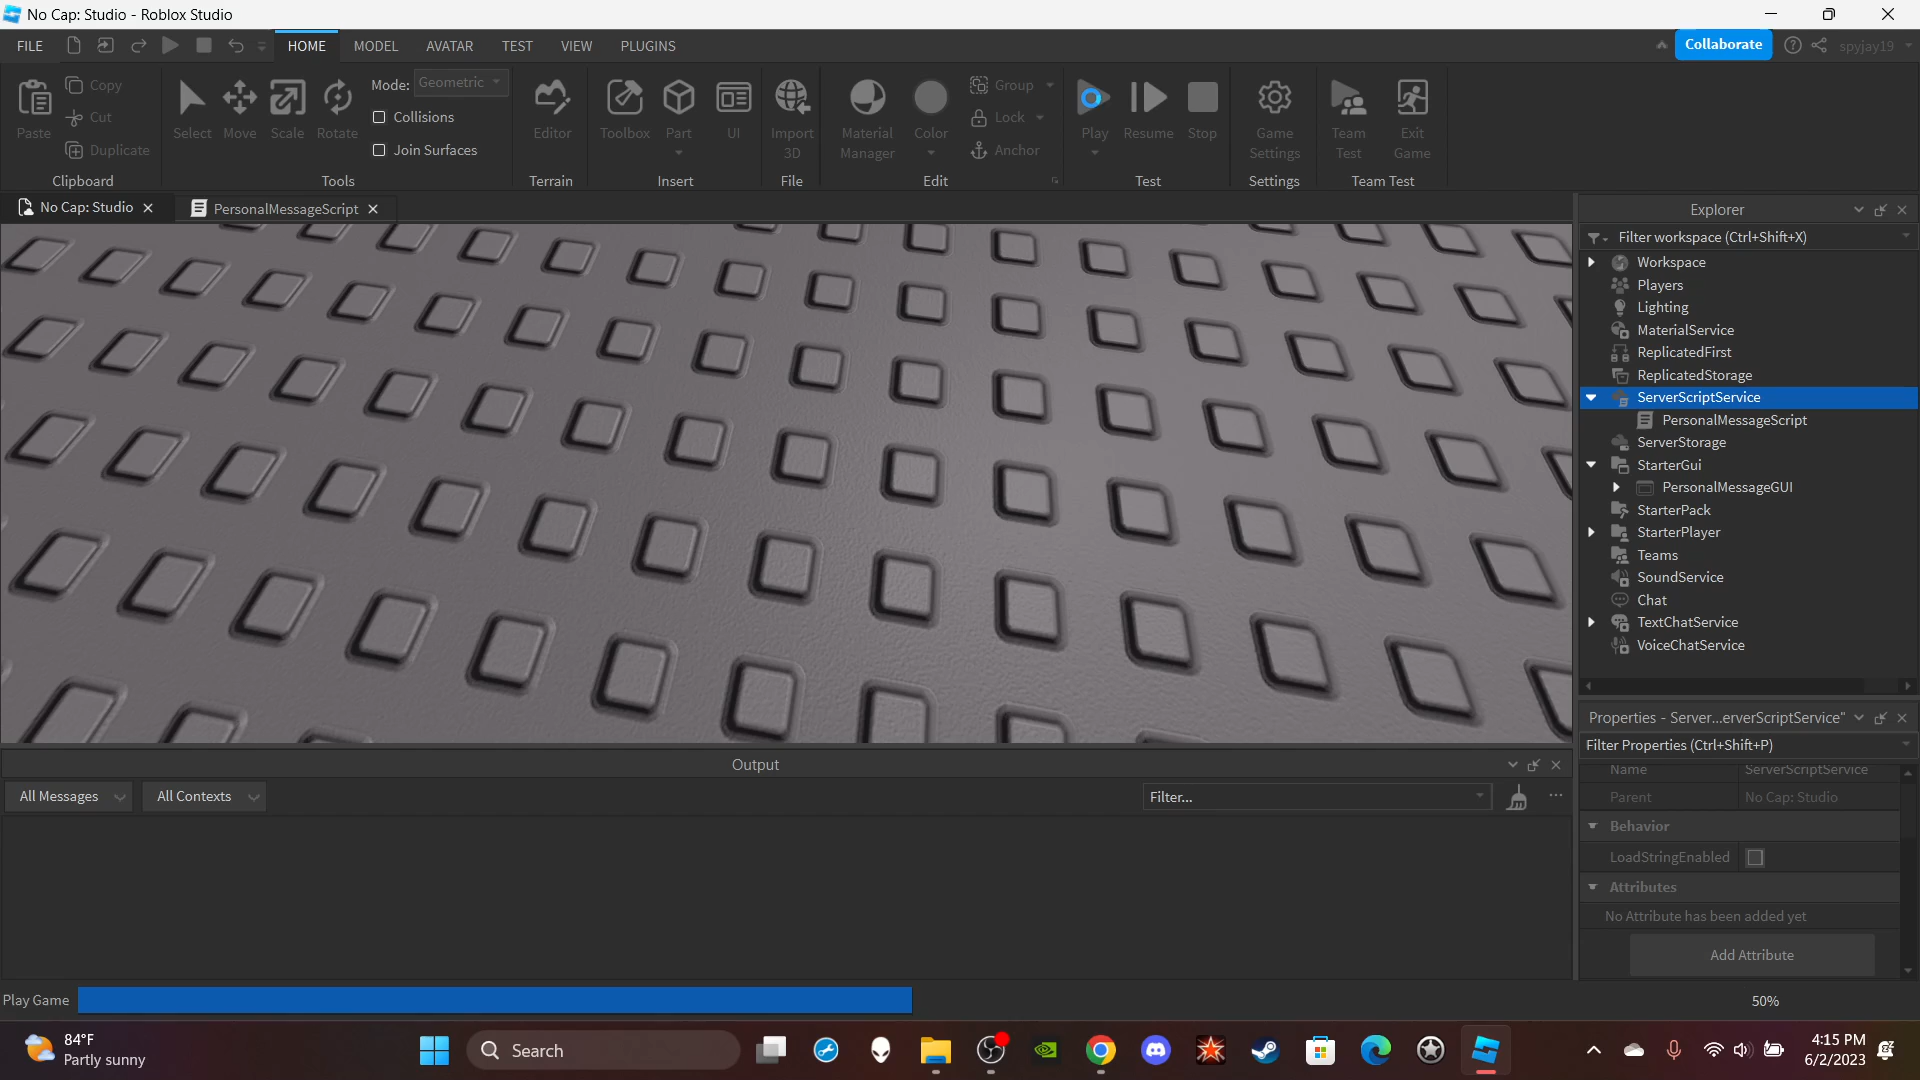 No Cap: Studio - Roblox Studio
FILE HOME MODEL AVATAR TEST VIEW PLUGINS Collaborate spyjay19
Paste Copy Cut Duplicate Clipboard
Select Move Scale Rotate Mode: Geometric Collisions Join Surfaces Tools
Editor Terrain
Toolbox Part UI Insert
Import 3D File
Material Manager Color Group Lock Anchor Edit
Play Resume Stop Test
Game Settings Settings
Team Test Exit Game Team Test
No Cap: Studio PersonalMessageScript
Explorer
Filter workspace (Ctrl+Shift+X)
Workspace
Players
Lighting
MaterialService
ReplicatedFirst
ReplicatedStorage
ServerScriptService
PersonalMessageScript
ServerStorage
StarterGui
PersonalMessageGUI
StarterPack
StarterPlayer
Teams
SoundService
Chat
TextChatService
VoiceChatService
Properties - Server...erverScriptService"
Filter Properties (Ctrl+Shift+P)
Name ServerScriptService
Parent No Cap: Studio
Behavior
LoadStringEnabled
Attributes
No Attribute has been added yet
Add Attribute
Output
All Messages All Contexts Filter...
Play Game 50%
84°F
Partly sunny
Search
4:15 PM
6/2/2023